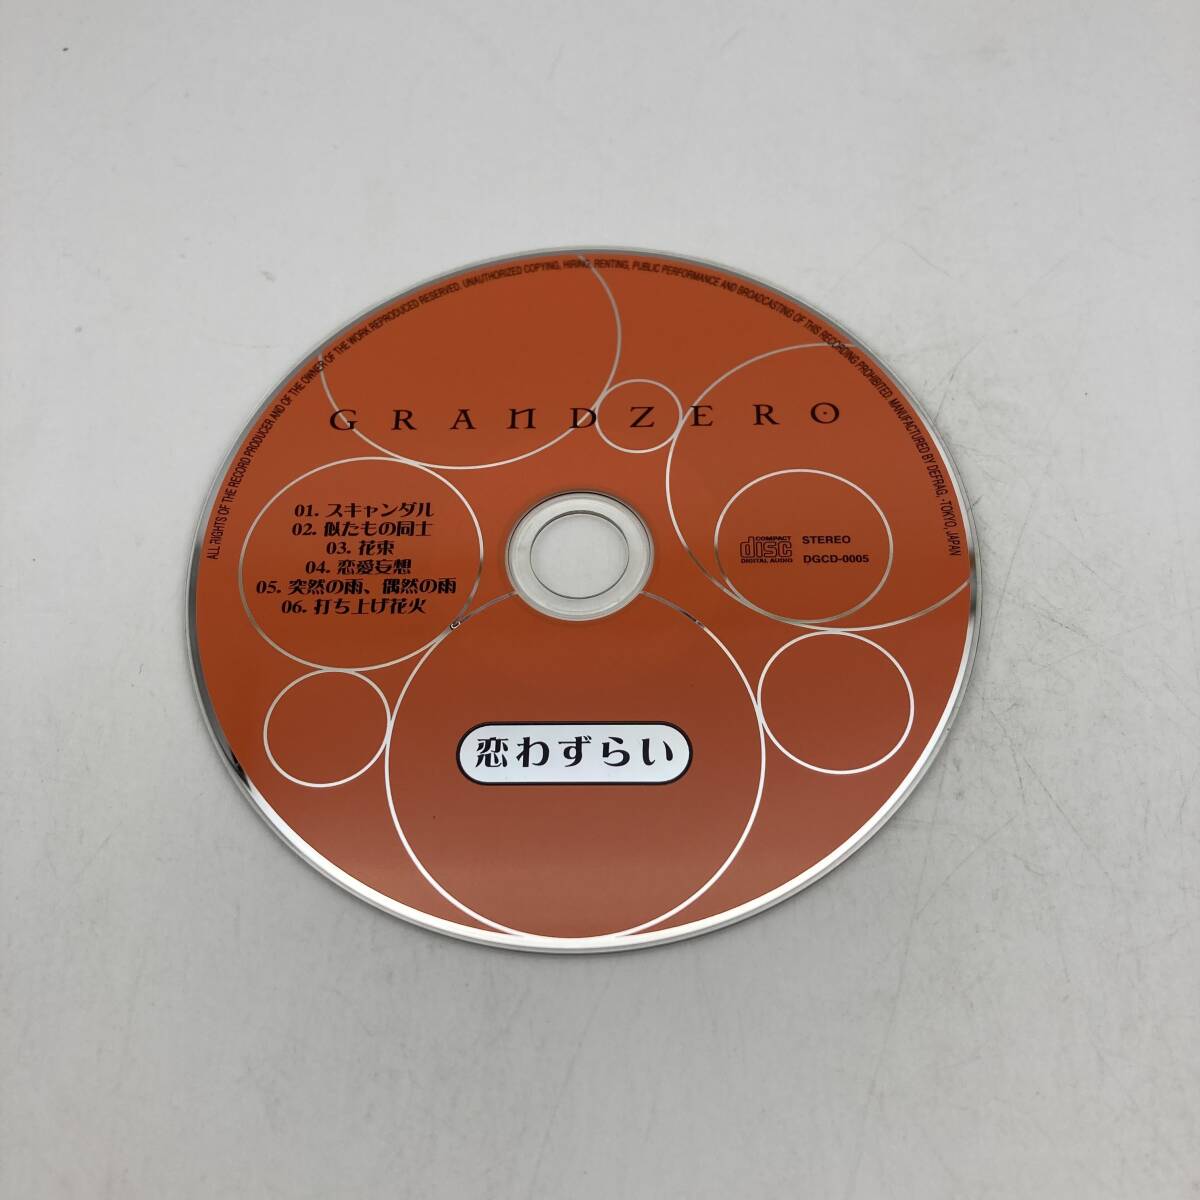 ALL RIGHTS OF THE RECORD PRODUCER AND OF THE OWNER OF THE WORK REPRODUCED RESERVED. UNAUTHORIZED COPYING, HIRING, RENTING, PUBLIC PERFORMANCE AND BROADCASTING OF THIS RECORDING PROHIBITED. MANUFACTURED BY DEFRAG. -TOKYO, JAPAN
GRANDZERO
01. スキャンダル
02. 似たもの同士
03. 花束
04. 恋愛妄想
05. 突然の雨、偶然の雨
06. 打ち上げ花火
COMPACT
disc
DIGITAL AUDIO
STEREO
DGCD-0005
恋わずらい